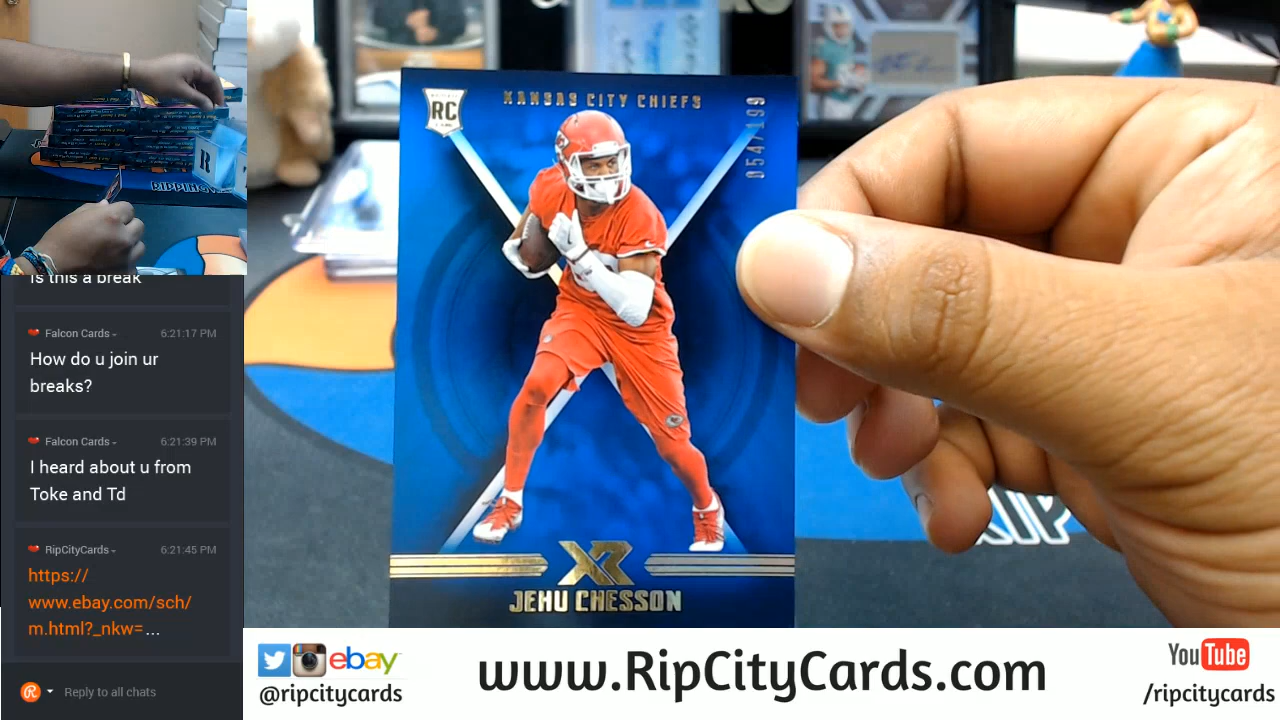 Is this a break
Falcon Cards
6:21:17 PM
How do u join ur
breaks?
Falcon Cards
6:21:39 PM
I heard about u from
Toke and Td
RipCityCards
6:21:45 PM
https://
www.ebay.com/sch/
m.html?_nkw=...
Reply to all chats
RC
KANSAS CITY CHIEFS
054/199
XR
JEHU CHESSON
RIP
R
RIPPING
ebay
@ripcitycards
www.RipCityCards.com
YouTube
/ripcitycards